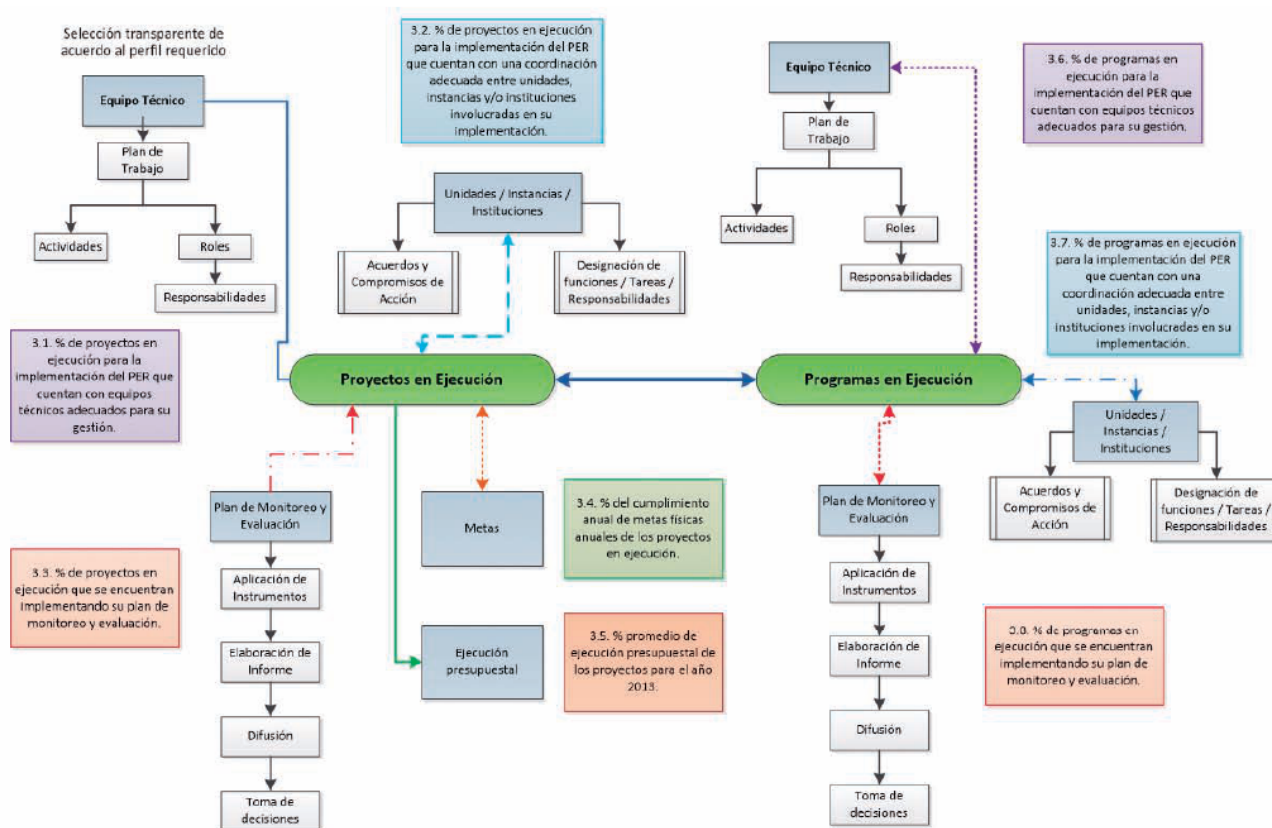 Selección transparente de
acuerdo al perfil requerido
Equipo Técnico
Plan de
Trabajo
Actividades
Roles
Responsabilidades
3.1. % de proyectos en
ejecución para la
implementación del PER que
cuentan con equipos
técnicos adecuados para su
gestión.
3.2. % de proyectos en ejecución
para la implementación del PER
que cuentan con una coordinación
adecuada entre unidades,
instancias y/o instituciones
involucradas en su
implementación.
Unidades / Instancias /
Instituciones
Acuerdos y
Compromisos de
Acción
Designación de
funciones / Tareas /
Responsabilidades
Equipo Técnico
Plan de
Trabajo
Actividades
Roles
Responsabilidades
3.6. % de programas en
ejecución para la
implementación del PER que
cuentan con equipos técnicos
adecuados para su gestión.
3.7. % de programas en ejecución
para la implementación del PER
que cuentan con una
coordinación adecuada entre
unidades, instancias y/o
instituciones involucradas en su
implementación.
Proyectos en Ejecución
Programas en Ejecución
Unidades /
Instancias /
Instituciones
Acuerdos y
Compromisos de
Acción
Designación de
funciones / Tareas /
Responsabilidades
Plan de Monitoreo y
Evaluación
Aplicación de
Instrumentos
Elaboración de
Informe
Difusión
Toma de
decisiones
3.3. % de proyectos en
ejecución que se encuentran
implementando su plan de
monitoreo y evaluación.
Metas
3.4. % del cumplimiento
anual de metas físicas
anuales de los proyectos
en ejecución.
Ejecución
presupuestal
3.5. % promedio de
ejecución presupuestal de
los proyectos para el año
2013.
Plan de Monitoreo y
Evaluación
Aplicación de
Instrumentos
Elaboración de
Informe
Difusión
Toma de
decisiones
% de programas en
ejecución que se encuentran
implementando su plan de
monitoreo y evaluación.